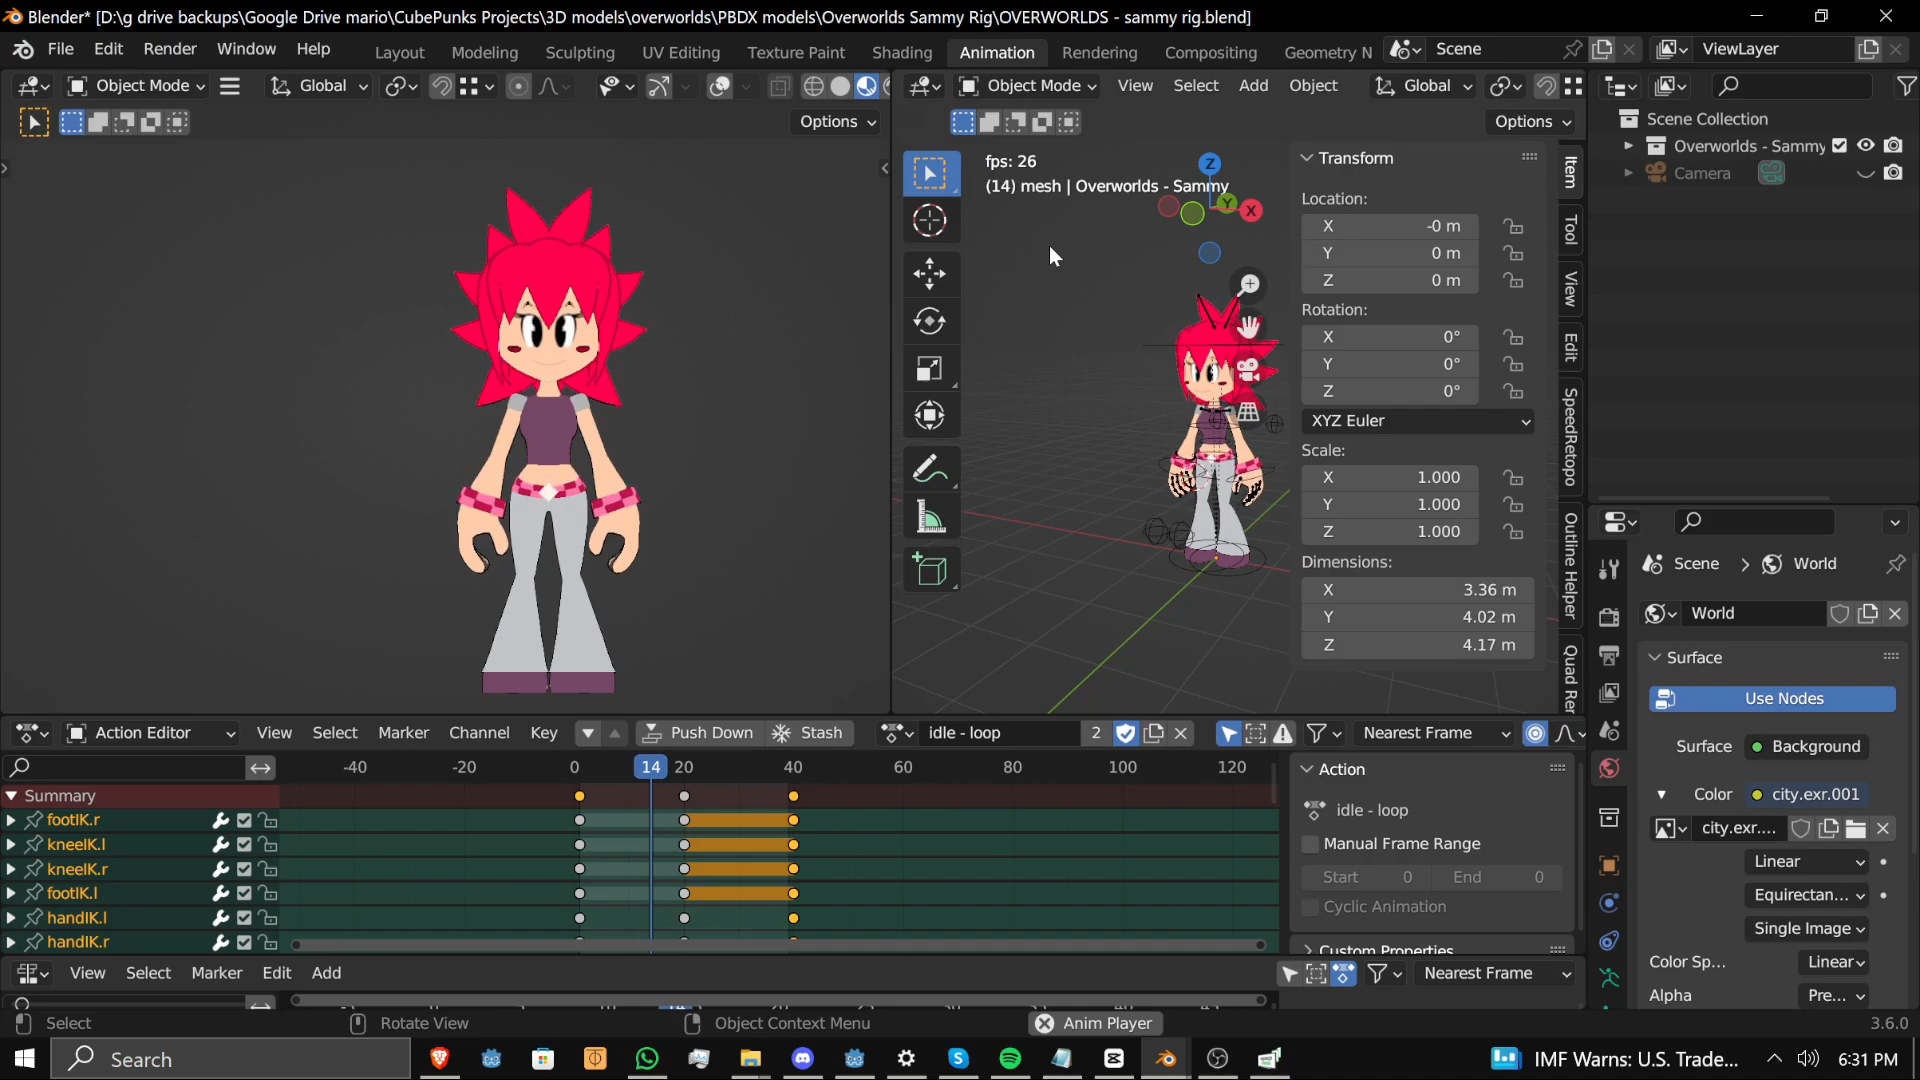 Blender* [D:\g drive backups\Google Drive mario\CubePunks Projects\3D models\overworlds\PBDX models\Overworlds Sammy Rig\OVERWORLDS - sammy rig.blend]
File Edit Render Window Help Layout Modeling Sculpting UV Editing Texture Paint Shading Animation Rendering Compositing Geometry N Scene ViewLayer
Object Mode Global Object Mode View Select Add Object Global
Options Options
Scene Collection
Overworlds - Sammy
Camera
fps: 26
(14) mesh | Overworlds - Sammy
Z
Y
X
Transform
Location:
X -0 m
Y 0 m
Z 0 m
Rotation:
X 0°
Y 0°
Z 0°
XYZ Euler
Scale:
X 1.000
Y 1.000
Z 1.000
Dimensions:
X 3.36 m
Y 4.02 m
Z 4.17 m
Item
Tool
View
Edit
SpeedRetopo
Outline Helper
Quad Re
Scene World
World
Surface
Use Nodes
Surface Background
Color city.exr.001
city.exr....
Linear
Equirectan...
Single Image
Color Sp... Linear
Alpha Pre...
Action Editor View Select Marker Channel Key Push Down Stash idle - loop 2 Nearest Frame
-40 -20 0 14 20 40 60 80 100 120
Summary
footIK.r
kneeIK.l
kneeIK.r
footIK.l
handIK.l
handIK.r
Action
idle - loop
Manual Frame Range
Start 0 End 0
Cyclic Animation
Custom Properties
View Select Marker Edit Add Nearest Frame
Select Rotate View Object Context Menu Anim Player 3.6.0
Search IMF Warns: U.S. Trade... 6:31 PM